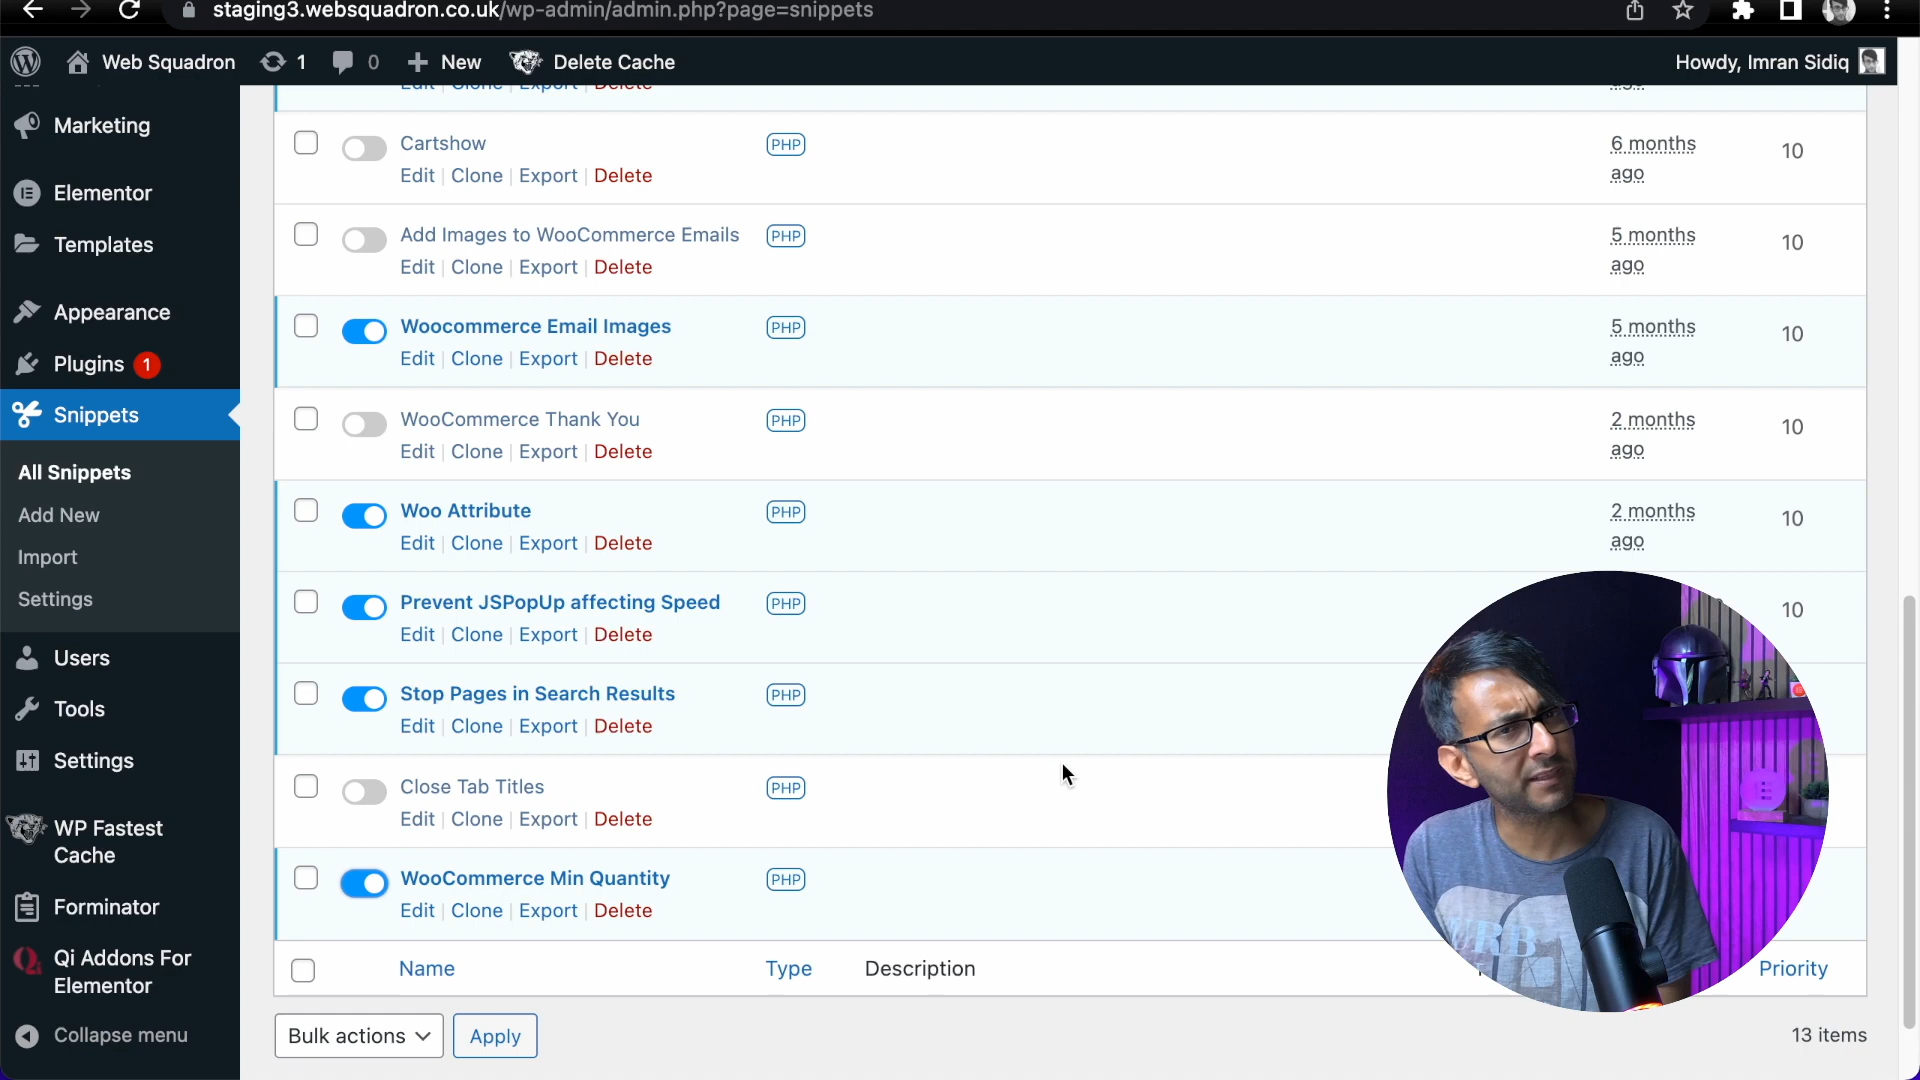 staging3.websquadron.co.uk/wp-admin/admin.php?page=snippets
Web Squadron 1 0 New Delete Cache Howdy, Imran Sidiq
Marketing
Elementor
Templates
Appearance
Plugins 1
Snippets
All Snippets
Add New
Import
Settings
Users
Tools
Settings
WP Fastest
Cache
Forminator
Qi Addons For
Elementor
Collapse menu
Edit | Clone | Export | Delete
ago
Cartshow PHP 6 months 10
Edit | Clone | Export | Delete ago
Add Images to WooCommerce Emails PHP 5 months 10
Edit | Clone | Export | Delete ago
Woocommerce Email Images PHP 5 months 10
Edit | Clone | Export | Delete ago
WooCommerce Thank You PHP 2 months 10
Edit | Clone | Export | Delete ago
Woo Attribute PHP 2 months 10
Edit | Clone | Export | Delete ago
Prevent JSPopUp affecting Speed PHP 10
Edit | Clone | Export | Delete
Stop Pages in Search Results PHP
Edit | Clone | Export | Delete
Close Tab Titles PHP
Edit | Clone | Export | Delete
WooCommerce Min Quantity PHP
Edit | Clone | Export | Delete
Name Type Description Priority
Bulk actions Apply 13 items